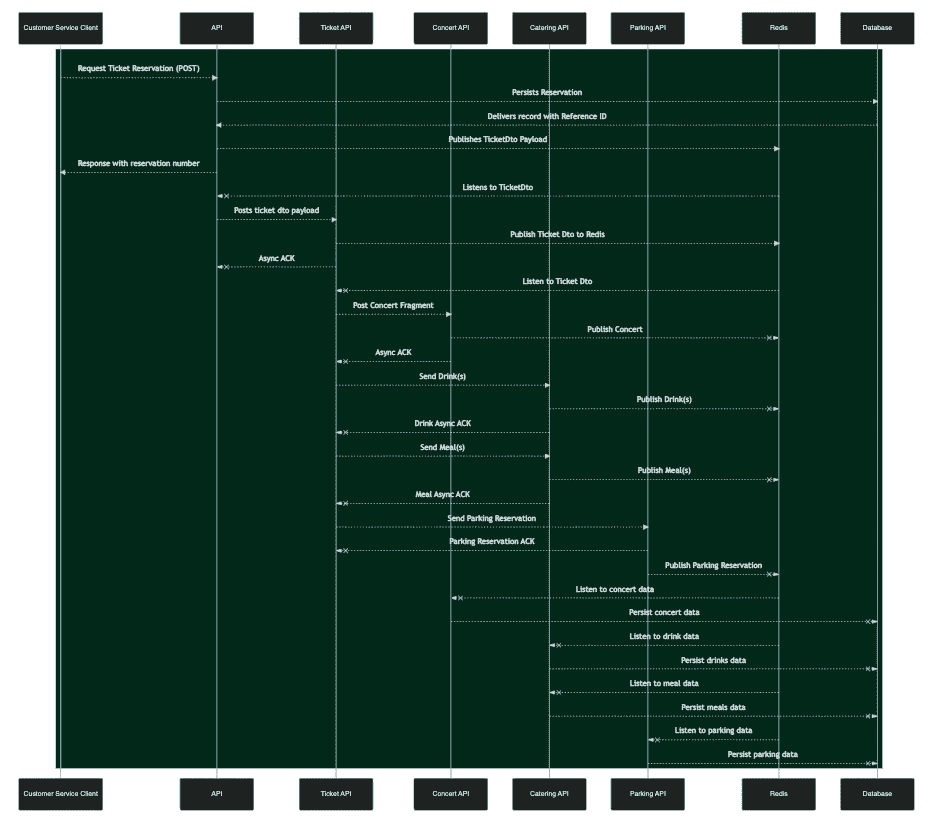 Customer Service Client API Ticket API Concert API Catering API Parking API Redis Database
Request Ticket Reservation (POST)
Persists Reservation
Delivers record with Reference ID
Publishes TicketDto Payload
Response with reservation number
Listens to TicketDto
Posts ticket dto payload
Publish Ticket Dto to Redis
Async ACK
Listen to Ticket Dto
Post Concert Fragment
Publish Concert
Async ACK
Send Drink(s)
Publish Drink(s)
Drink Async ACK
Send Meal(s)
Publish Meal(s)
Meal Async ACK
Send Parking Reservation
Parking Reservation ACK
Publish Parking Reservation
Listen to concert data
Persist concert data
Listen to drink data
Persist drinks data
Listen to meal data
Persist meals data
Listen to parking data
Persist parking data
Customer Service Client API Ticket API Concert API Catering API Parking API Redis Database